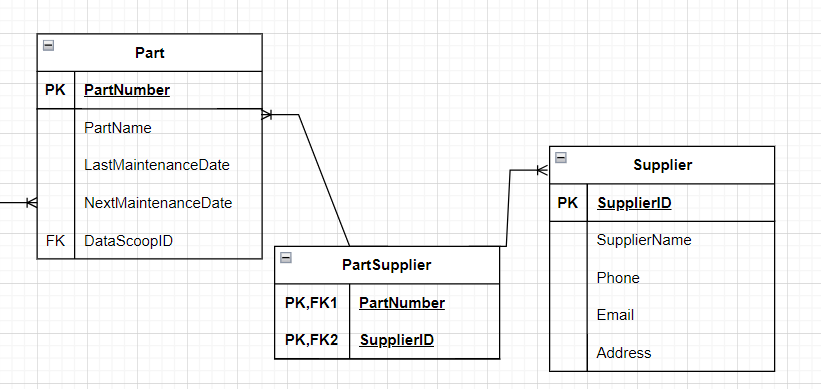 Part
PK PartNumber
PartName
LastMaintenanceDate
NextMaintenanceDate
FK DataScoopID
PartSupplier
PK,FK1 PartNumber
PK,FK2 SupplierID
Supplier
PK SupplierID
SupplierName
Phone
Email
Address